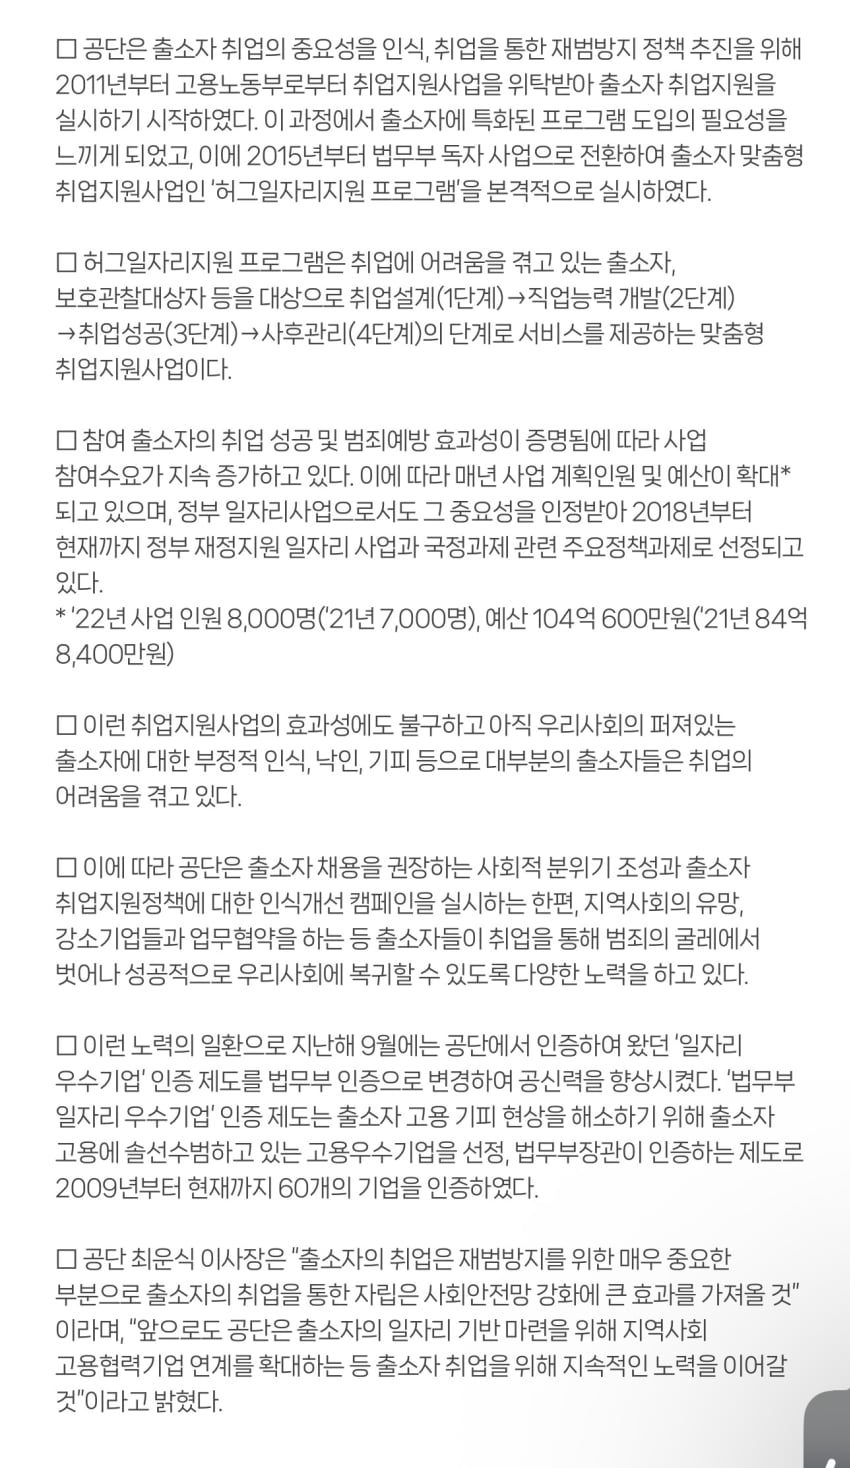 □ 공단은 출소자 취업의 중요성을 인식, 취업을 통한 재범방지 정책 추진을 위해
2011년부터 고용노동부로부터 취업지원사업을 위탁받아 출소자 취업지원을
실시하기 시작하였다. 이 과정에서 출소자에 특화된 프로그램 도입의 필요성을
느끼게 되었고, 이에 2015년부터 법무부 독자 사업으로 전환하여 출소자 맞춤형
취업지원사업인 '허그일자리지원 프로그램'을 본격적으로 실시하였다.
□ 허그일자리지원 프로그램은 취업에 어려움을 겪고 있는 출소자,
보호관찰대상자 등을 대상으로 취업설계(1단계)→직업능력 개발(2단계)
→취업성공(3단계)→사후관리(4단계)의 단계로 서비스를 제공하는 맞춤형
취업지원사업이다.
□ 참여 출소자의 취업 성공 및 범죄예방 효과성이 증명됨에 따라 사업
참여수요가 지속 증가하고 있다. 이에 따라 매년 사업 계획인원 및 예산이 확대*
되고 있으며, 정부 일자리사업으로서도 그 중요성을 인정받아 2018년부터
현재까지 정부 재정지원 일자리 사업과 국정과제 관련 주요정책과제로 선정되고
있다.
* '22년 사업 인원 8,000명('21년 7,000명), 예산 104억 600만원('21년 84억
8,400만원)
□ 이런 취업지원사업의 효과성에도 불구하고 아직 우리사회의 퍼져있는
출소자에 대한 부정적 인식, 낙인, 기피 등으로 대부분의 출소자들은 취업의
어려움을 겪고 있다.
□ 이에 따라 공단은 출소자 채용을 권장하는 사회적 분위기 조성과 출소자
취업지원정책에 대한 인식개선 캠페인을 실시하는 한편, 지역사회의 유망,
강소기업들과 업무협약을 하는 등 출소자들이 취업을 통해 범죄의 굴레에서
벗어나 성공적으로 우리사회에 복귀할 수 있도록 다양한 노력을 하고 있다.
□ 이런 노력의 일환으로 지난해 9월에는 공단에서 인증하여 왔던 '일자리
우수기업' 인증 제도를 법무부 인증으로 변경하여 공신력을 향상시켰다. '법무부
일자리 우수기업' 인증 제도는 출소자 고용 기피 현상을 해소하기 위해 출소자
고용에 솔선수범하고 있는 고용우수기업을 선정, 법무부장관이 인증하는 제도로
2009년부터 현재까지 60개의 기업을 인증하였다.
□ 공단 최운식 이사장은 "출소자의 취업은 재범방지를 위한 매우 중요한
부분으로 출소자의 취업을 통한 자립은 사회안전망 강화에 큰 효과를 가져올 것"
이라며, "앞으로도 공단은 출소자의 일자리 기반 마련을 위해 지역사회
고용협력기업 연계를 확대하는 등 출소자 취업을 위해 지속적인 노력을 이어갈
것"이라고 밝혔다.